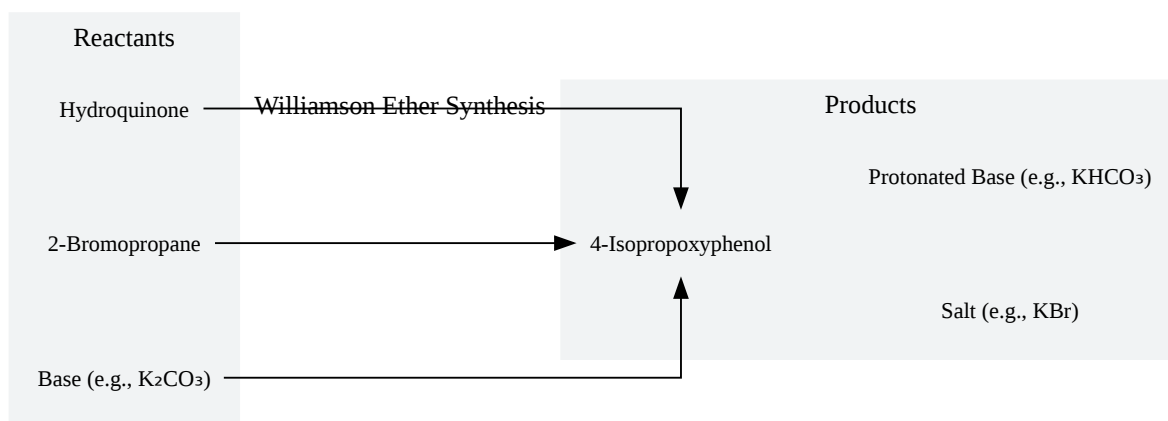 Reactants
Hydroquinone
Williamson Ether Synthesis
Products
Protonated Base (e.g., KHCO₃)
2-Bromopropane
4-Isopropoxyphenol
Salt (e.g., KBr)
Base (e.g., K₂CO₃)